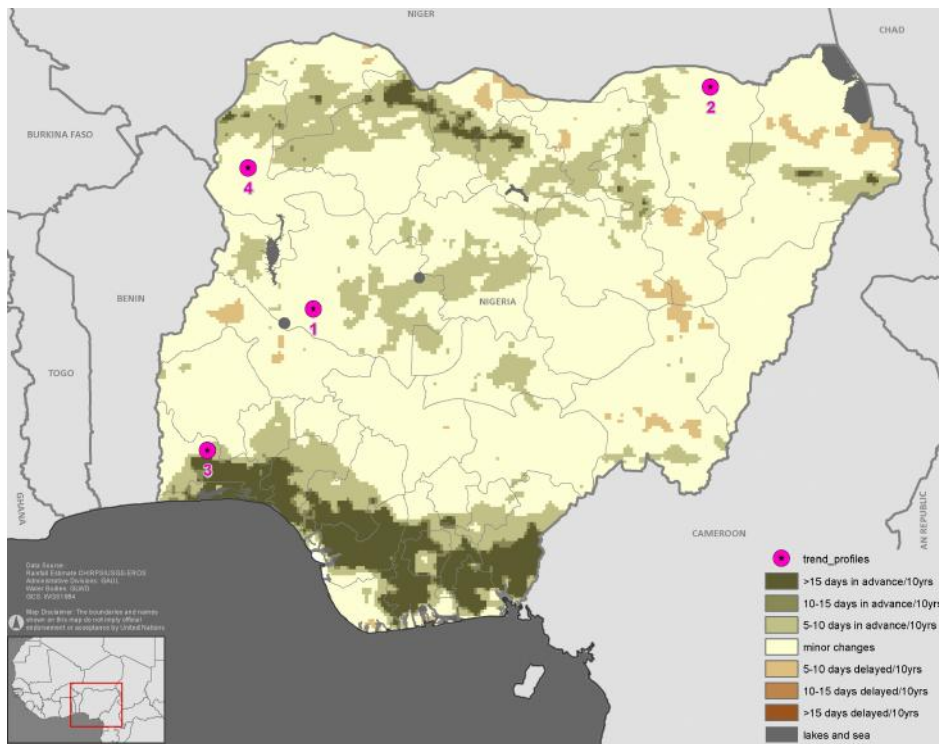 NIGER
CHAD
BURKINA FASO
2
4
BENIN
NIGERIA
1
TOGO
3
GHANA
CAMEROON
AN REPUBLIC
Data Source:
Rainfall Estimate
Administrative Divisions: GAUL
Water Bodies:
Map Disclaimer: The boundaries and names
shown on this map do not imply official
endorsement or acceptance by United Nations
trend_profiles
>15 days in advance/10yrs
10-15 days in advance/10yrs
5-10 days in advance/10yrs
minor changes
5-10 days delayed/10yrs
10-15 days delayed/10yrs
>15 days delayed/10yrs
lakes and sea